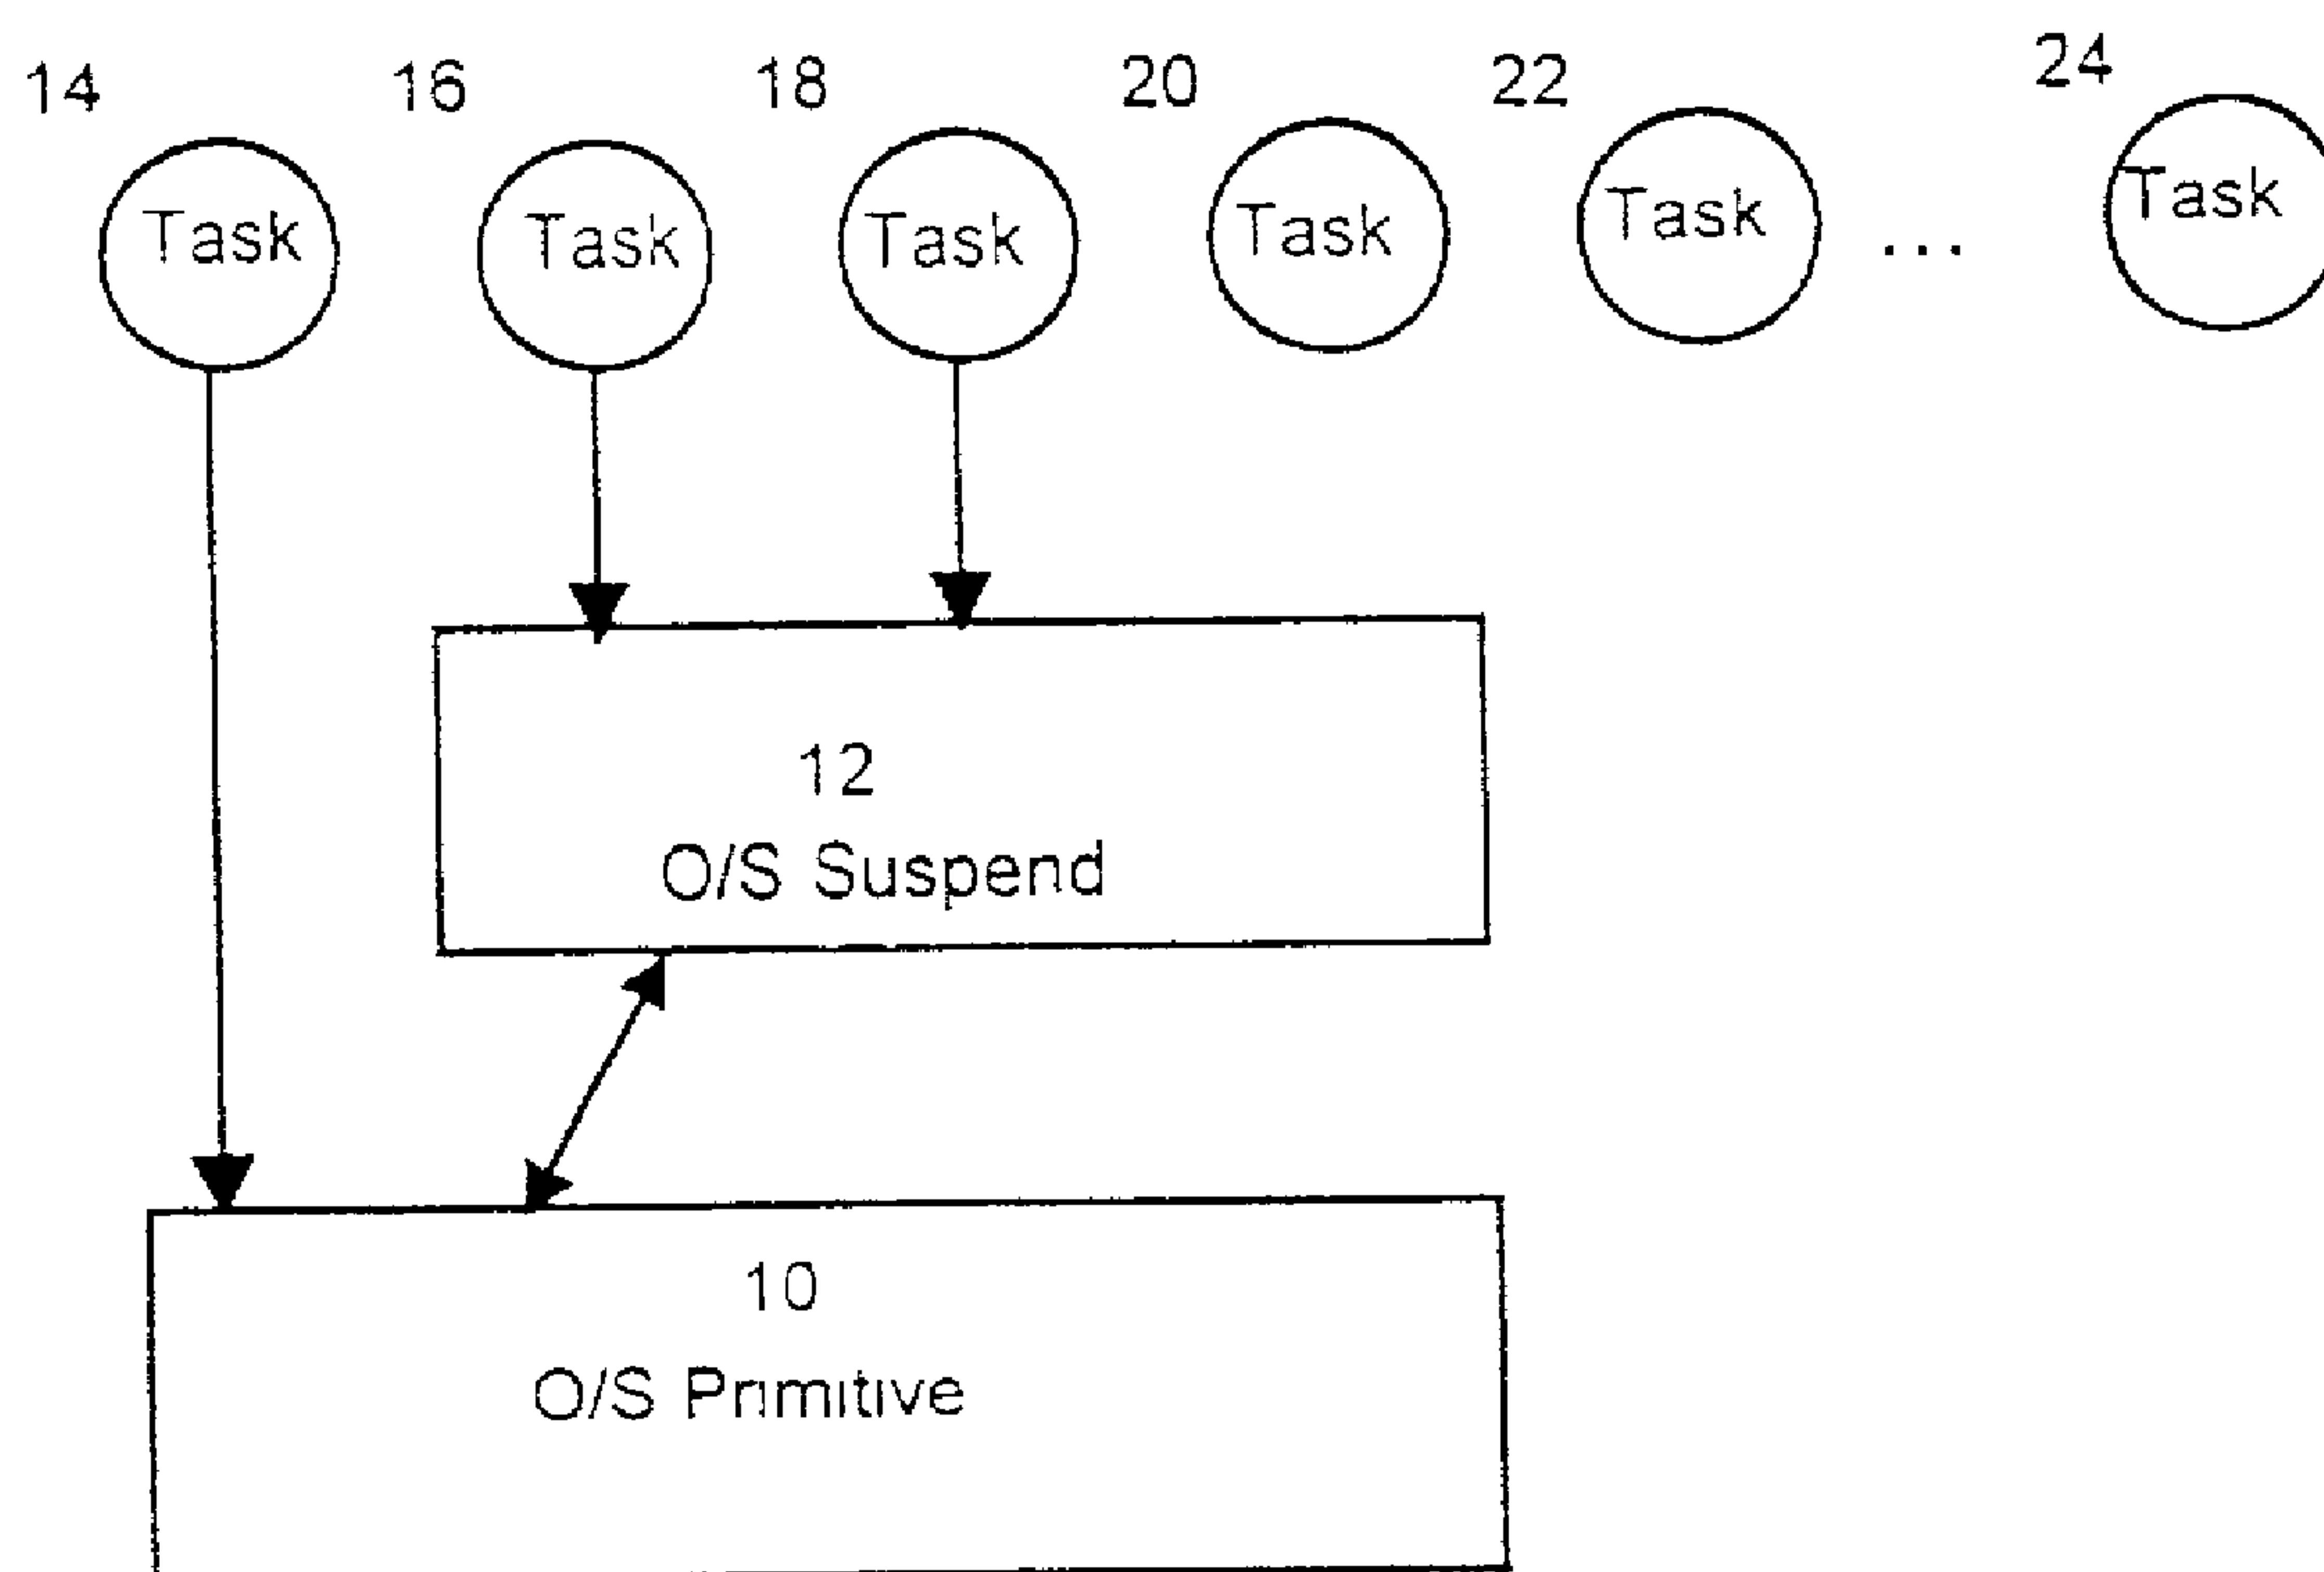 14 16 18 20 22 24
Task Task Task Task Task ... Task
12
O/S Suspend
10
O/S Primitive